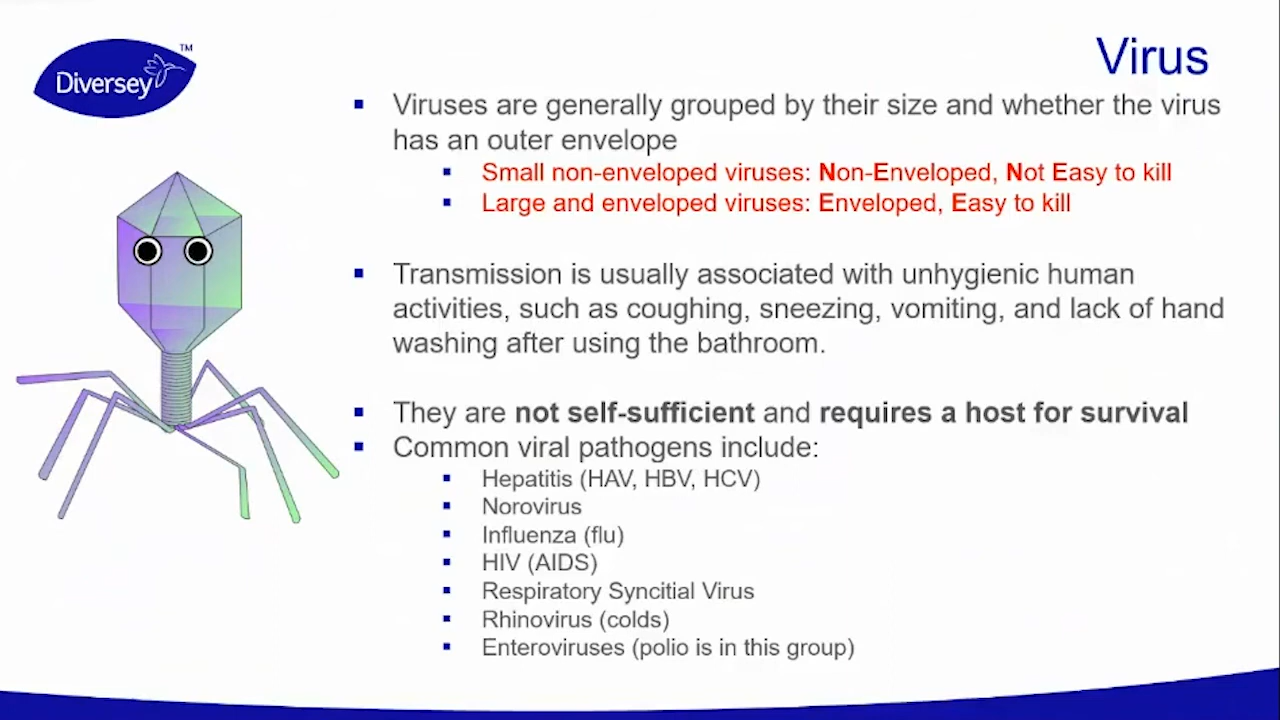 Diversey™
Virus
▪ Viruses are generally grouped by their size and whether the virus
has an outer envelope
▪ Small non-enveloped viruses: Non-Enveloped, Not Easy to kill
▪ Large and enveloped viruses: Enveloped, Easy to kill
▪ Transmission is usually associated with unhygienic human
activities, such as coughing, sneezing, vomiting, and lack of hand
washing after using the bathroom.
▪ They are not self-sufficient and requires a host for survival
▪ Common viral pathogens include:
▪ Hepatitis (HAV, HBV, HCV)
▪ Norovirus
▪ Influenza (flu)
▪ HIV (AIDS)
▪ Respiratory Syncitial Virus
▪ Rhinovirus (colds)
▪ Enteroviruses (polio is in this group)